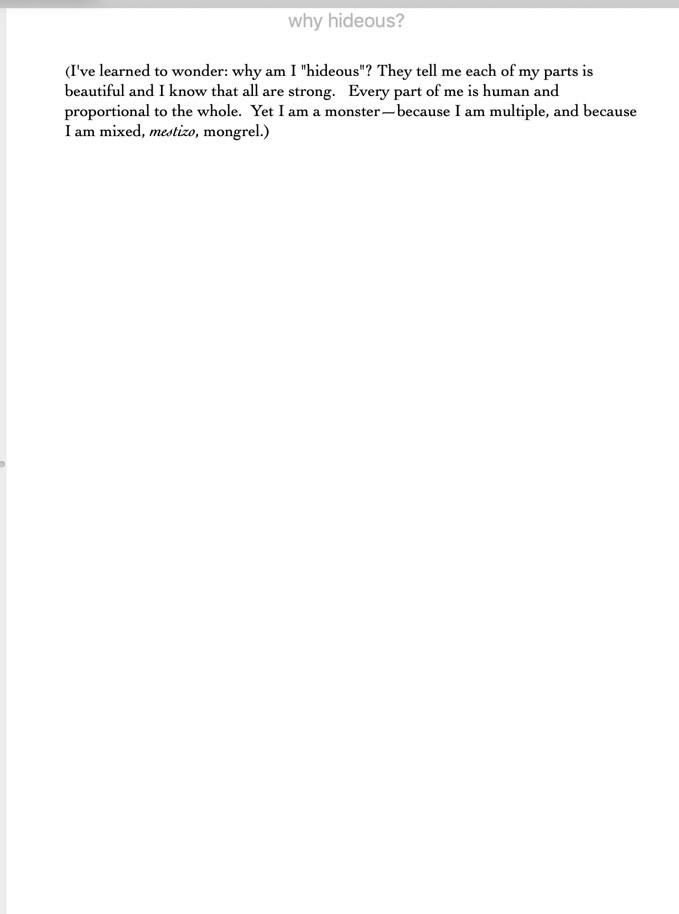 why hideous?
(I've learned to wonder: why am I "hideous"? They tell me each of my parts is
beautiful and I know that all are strong.   Every part of me is human and
proportional to the whole.  Yet I am a monster—because I am multiple, and because
I am mixed, mestizo, mongrel.)